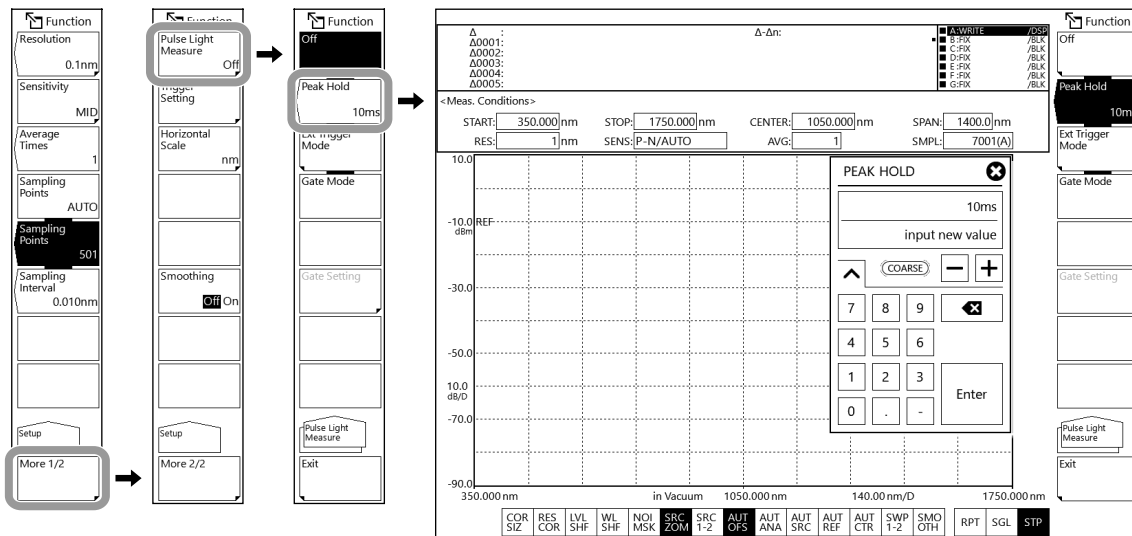 Function
Resolution
0.1nm
Sensitivity
MID
Average
Times
1
Sampling
Points
AUTO
Sampling
Points
501
Sampling
Interval
0.010nm
Setup
More 1/2
Function
Pulse Light
Measure
Off
Trigger
Setting
Horizontal
Scale
nm
Smoothing
Off On
Setup
More 2/2
Function
Off
Peak Hold
10ms
Ext Trigger
Mode
Gate Mode
Gate Setting
Pulse Light
Measure
Exit
Δ :
Δ0001:
Δ0002:
Δ0003:
Δ0004:
Δ0005:
Δ-Δn:
A:WRITE /DSP
B:FIX /BLK
C:FIX /BLK
D:FIX /BLK
E:FIX /BLK
F:FIX /BLK
G:FIX /BLK
<Meas. Conditions>
START: 350.000 nm STOP: 1750.000 nm CENTER: 1050.000 nm SPAN: 1400.0 nm
RES: 1 nm SENS: P-N/AUTO AVG: 1 SMPL: 7001(A)
10.0
-10.0 REF
dBm
-30.0
-50.0
10.0
dB/D
-70.0
-90.0
350.000 nm in Vacuum 1050.000 nm 140.00 nm/D 1750.000 nm
PEAK HOLD
10ms
input new value
COARSE − +
7 8 9
4 5 6
1 2 3
Enter
0 . -
COR SIZ
RES COR
LVL SHF
WL SHF
NOI MSK
SRC ZOM
SRC 1-2
AUT OFS
AUT ANA
AUT SRC
AUT REF
AUT CTR
SWP 1-2
SMO OTH
RPT
SGL
STP
Function
Off
Peak Hold
10m
Ext Trigger
Mode
Gate Mode
Gate Setting
Pulse Light
Measure
Exit